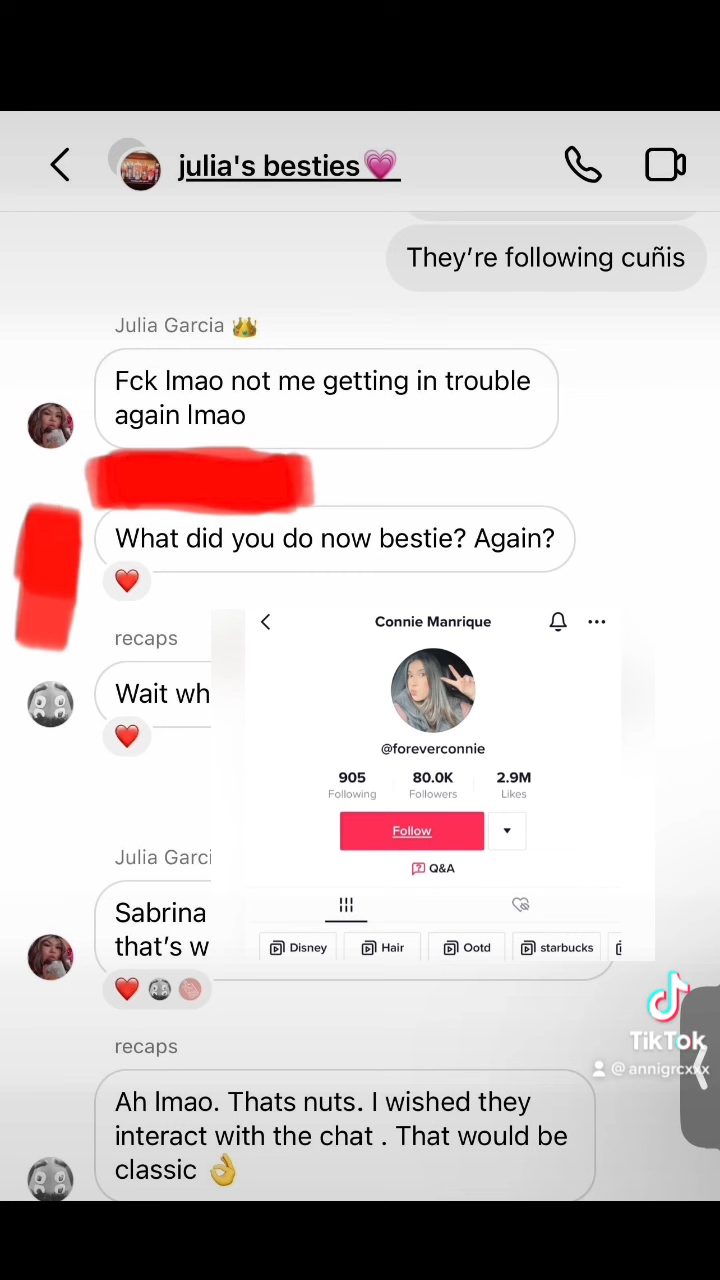 julia's besties💗
They're following cuñis
Julia Garcia 👑
Fck lmao not me getting in trouble
again lmao
What did you do now bestie? Again?
recaps
Wait wh
Connie Manrique
@foreverconnie
905
80.0K
2.9M
Following
Followers
Likes
Follow
Q&A
Disney
Hair
Ootd
starbucks
Julia Garci
Sabrina
that's w
TikTok
@annigrcxxx
recaps
Ah lmao. Thats nuts. I wished they
interact with the chat . That would be
classic 👌